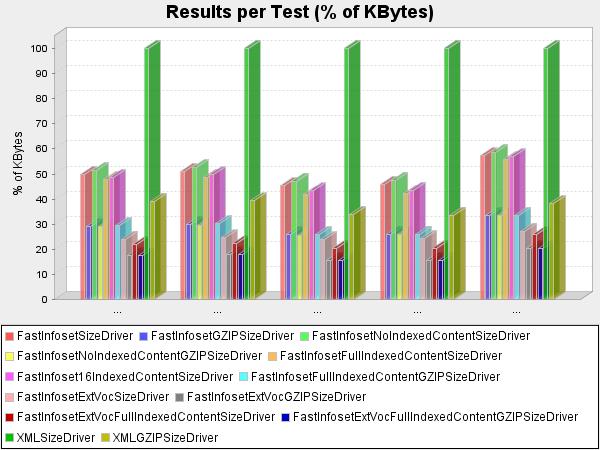 Results per Test (% of KBytes)
100
90
80
70
60
50
40
30
20
10
0
% of KBytes
... ... ... ... ...
FastInfosetSizeDriver FastInfosetGZIPSizeDriver FastInfosetNoIndexedContentSizeDriver
FastInfosetNoIndexedContentGZIPSizeDriver FastInfosetFullIndexedContentSizeDriver
FastInfoset16IndexedContentSizeDriver FastInfosetFullIndexedContentGZIPSizeDriver
FastInfosetExtVocSizeDriver FastInfosetExtVocGZIPSizeDriver
FastInfosetExtVocFullIndexedContentSizeDriver FastInfosetExtVocFullIndexedContentGZIPSizeDriver
XMLSizeDriver XMLGZIPSizeDriver